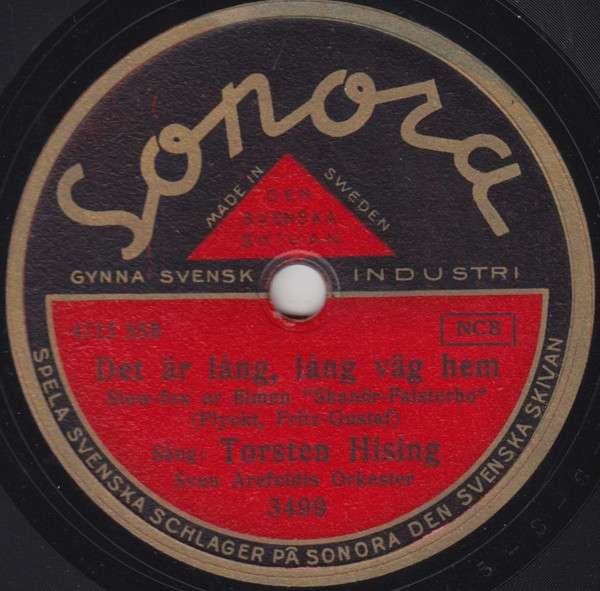 Sonora
MADE IN SWEDEN
DEN
SVENSKA
SKIVAN
GYNNA SVENSK INDUSTRI
4712 SSB
NCB
Det är lång, lång väg hem
Slow-fox ur filmen "Skanör-Falsterbo"
(Flyckt, Fritz-Gustaf)
Sång: Torsten Hising
Sven Arefeldts Orkester
3499
SPELA SVENSKA SCHLAGER PÅ SONORA DEN SVENSKA SKIVAN